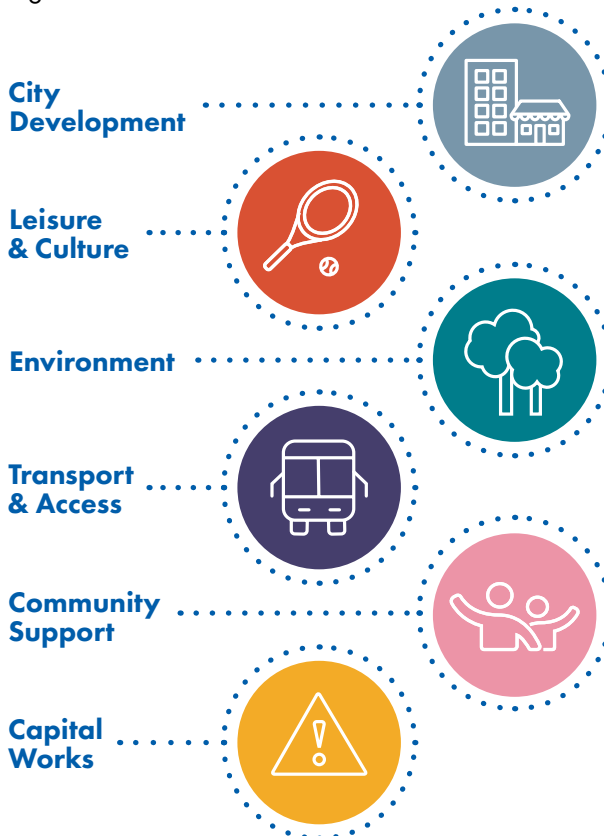 City
Development
Leisure
& Culture
Environment
Transport
& Access
Community
Support
Capital
Works